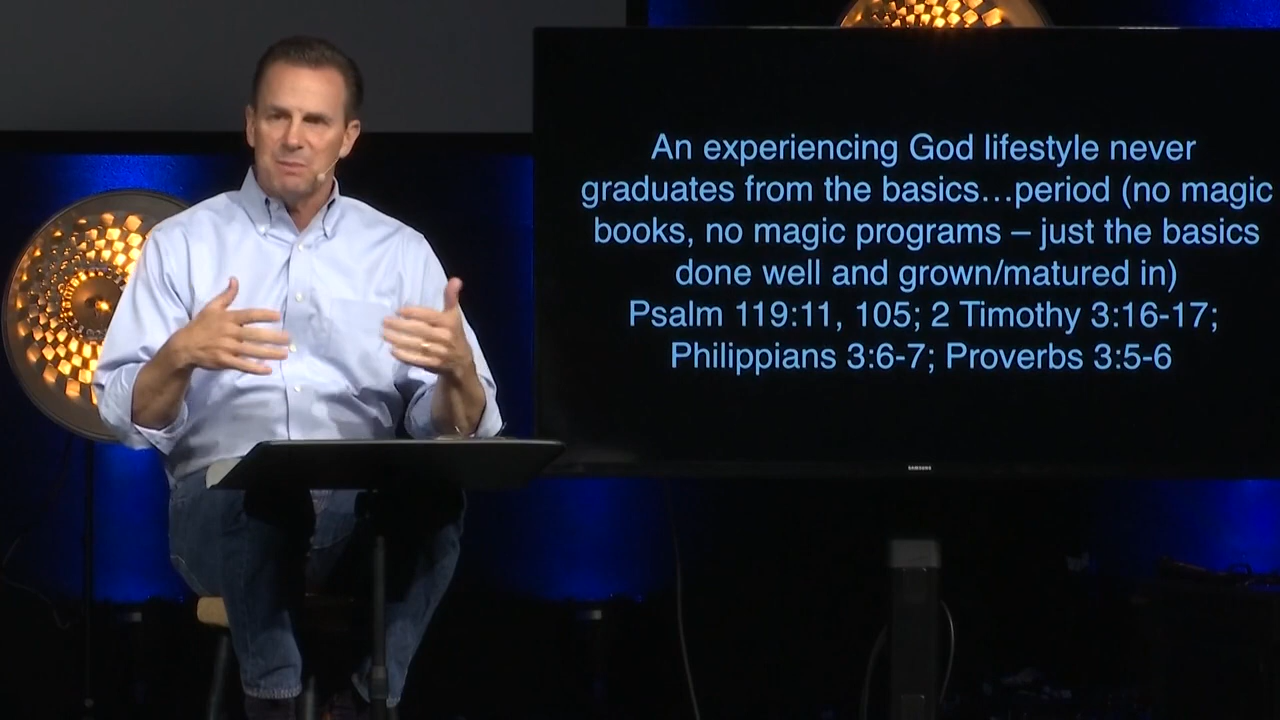 An experiencing God lifestyle never
graduates from the basics…period (no magic
books, no magic programs – just the basics
done well and grown/matured in)
Psalm 119:11, 105; 2 Timothy 3:16-17;
Philippians 3:6-7; Proverbs 3:5-6
SAMSUNG